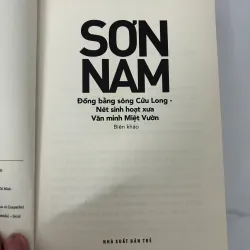 SƠN
NAM
Đồng bằng sông Cửu Long -
Nét sinh hoạt xưa
Văn minh Miệt Vườn
Biên khảo
NHÀ XUẤT BẢN TRẺ